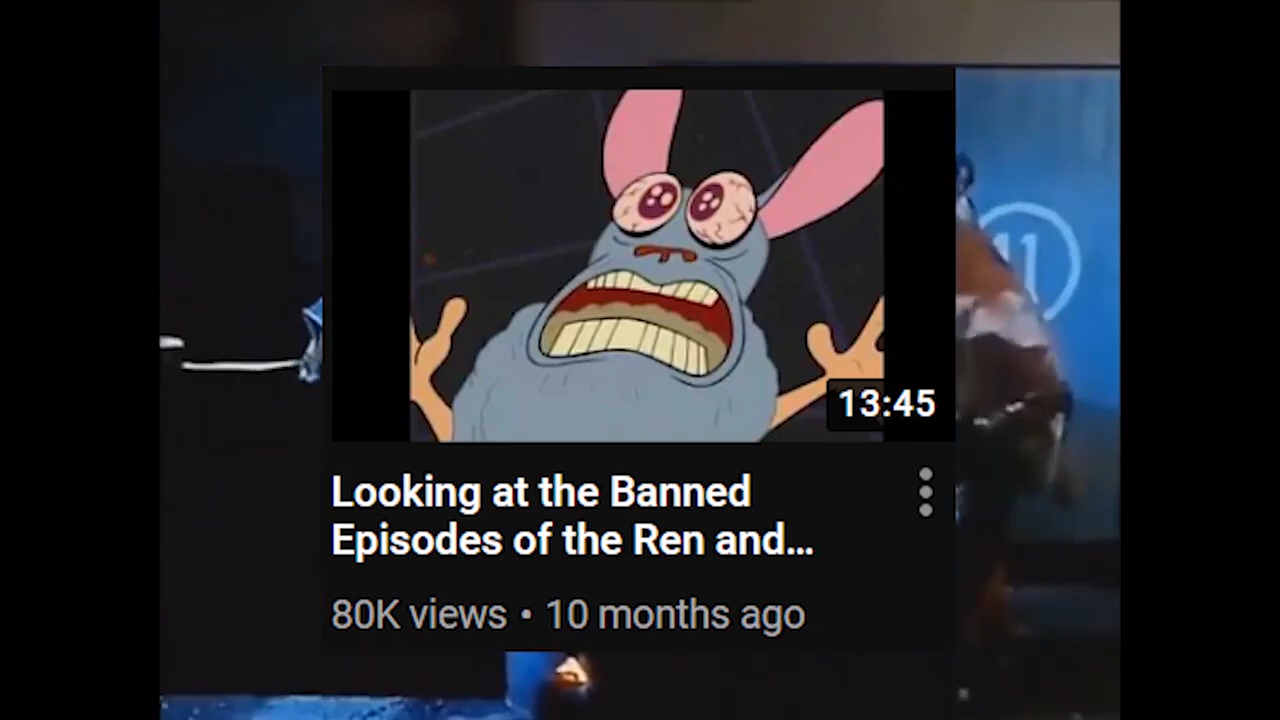 13:45
Looking at the Banned
Episodes of the Ren and...
80K views • 10 months ago